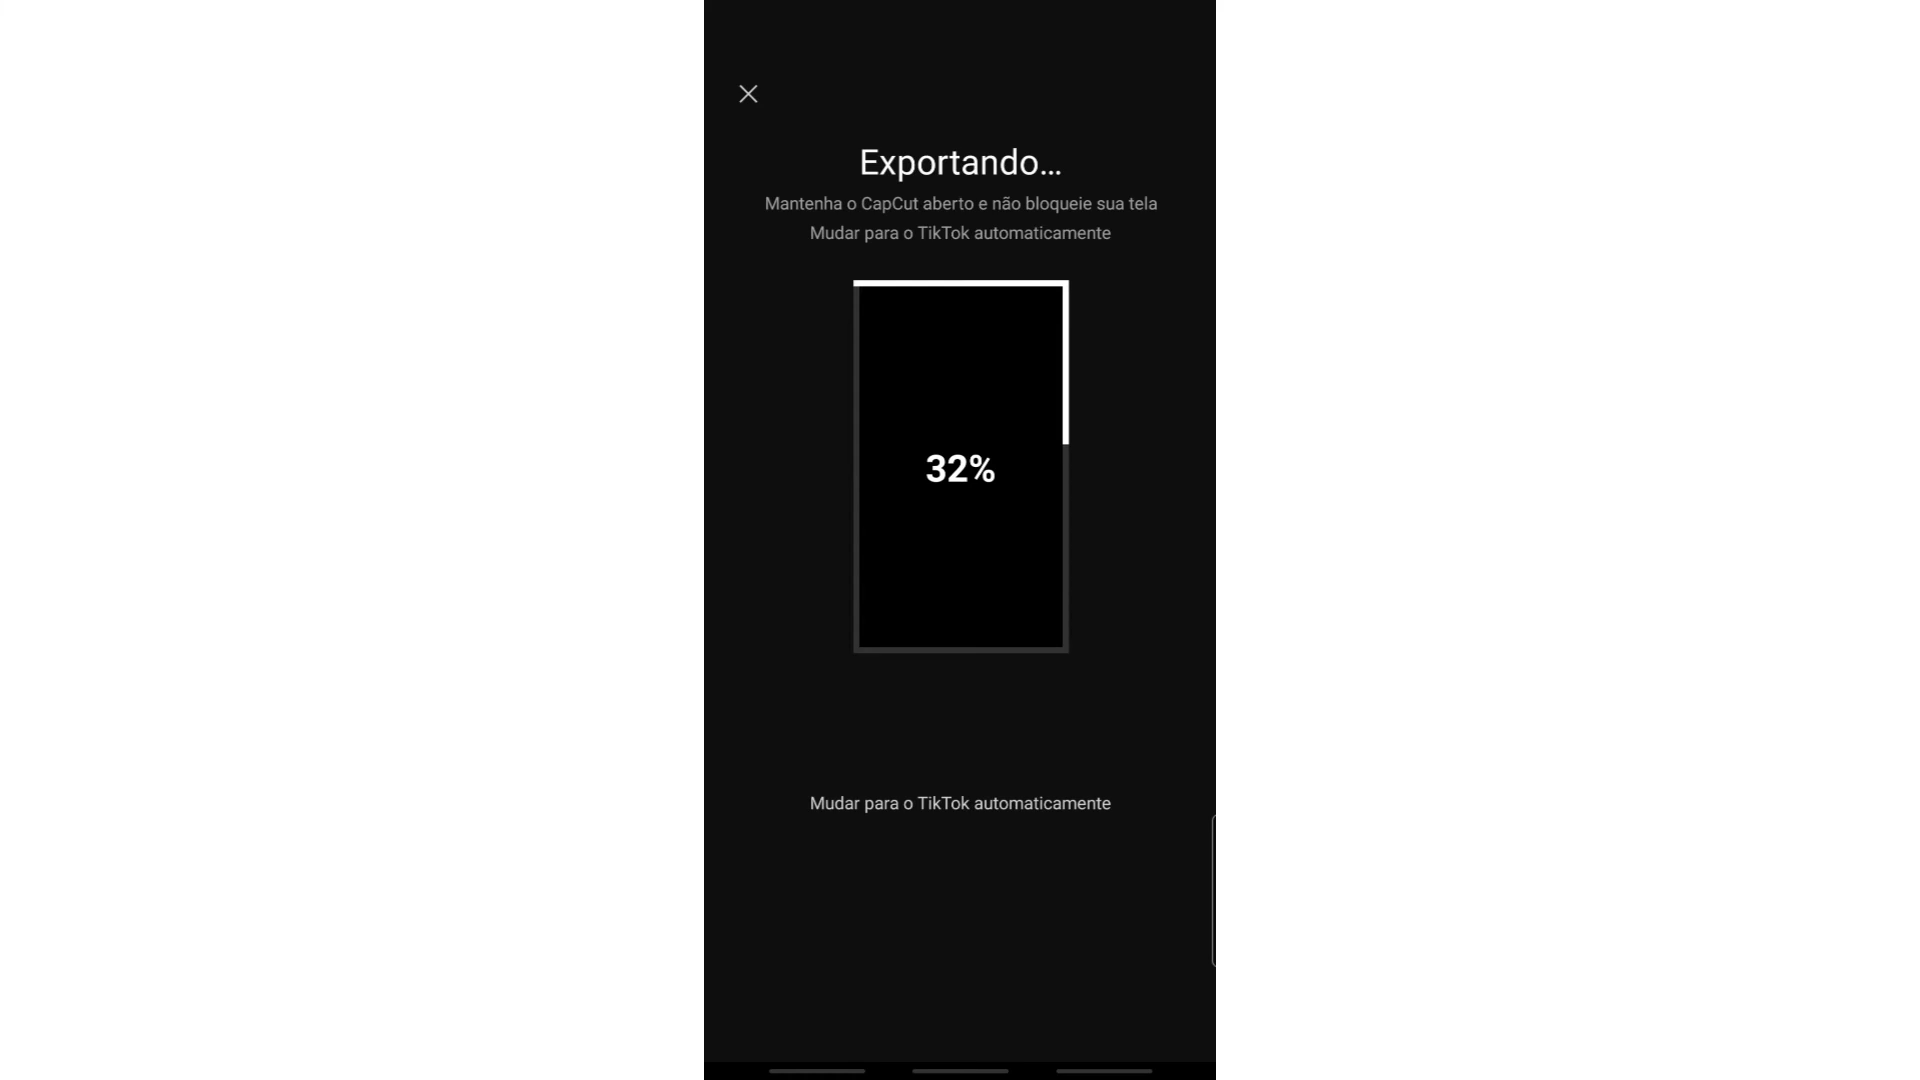 Exportando...
Mantenha o CapCut aberto e não bloqueie sua tela
Mudar para o TikTok automaticamente
32%
Mudar para o TikTok automaticamente